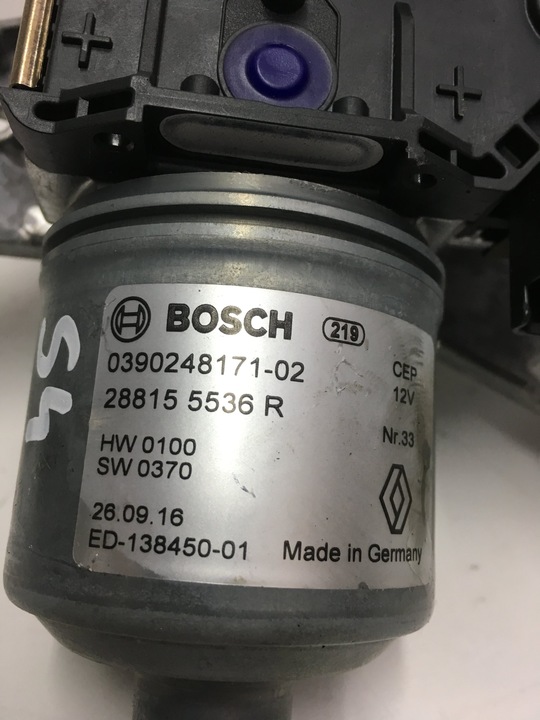 BOSCH 219
0390248171-02
CEP
28815 5536 R
12V
HW 0100
Nr.33
SW 0370
26.09.16
ED-138450-01 Made in Germany
S4